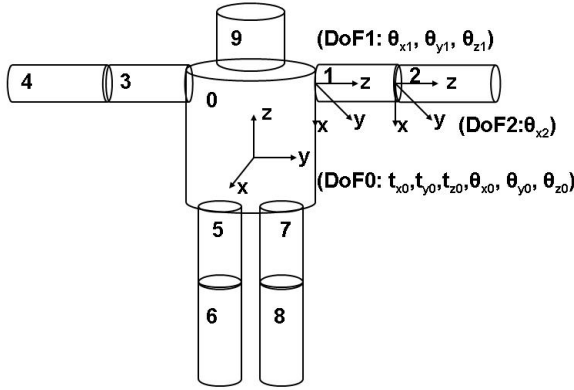 9
(DoF1: θx1, θy1, θz1)
4 3 1 z 2 z
0
x y x y (DoF2:θx2)
z
y
x
(DoF0: tx0,ty0,tz0,θx0, θy0, θz0)
5 7
6 8